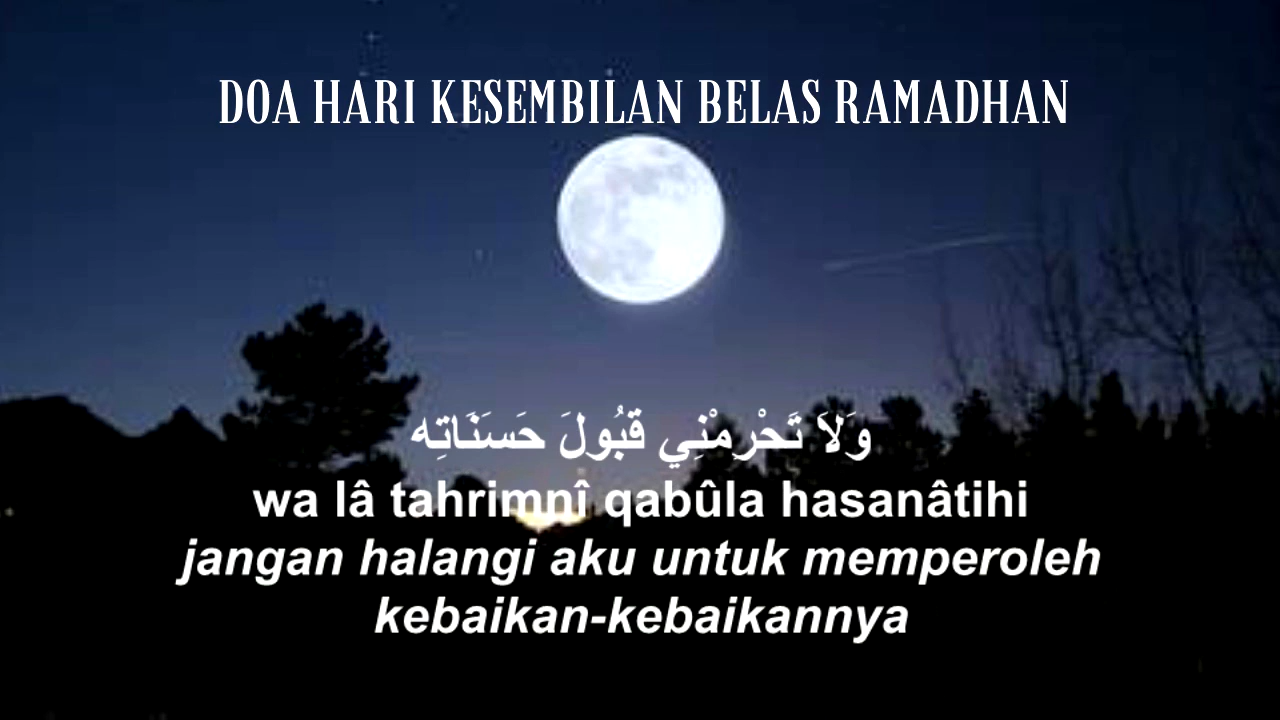 DOA HARI KESEMBILAN BELAS RAMADHAN
وَلاَ تَحْرِمْنِي قَبُولَ حَسَنَاتِه
wa lâ tahrimnî qabûla hasanâtihi
jangan halangi aku untuk memperoleh
kebaikan-kebaikannya